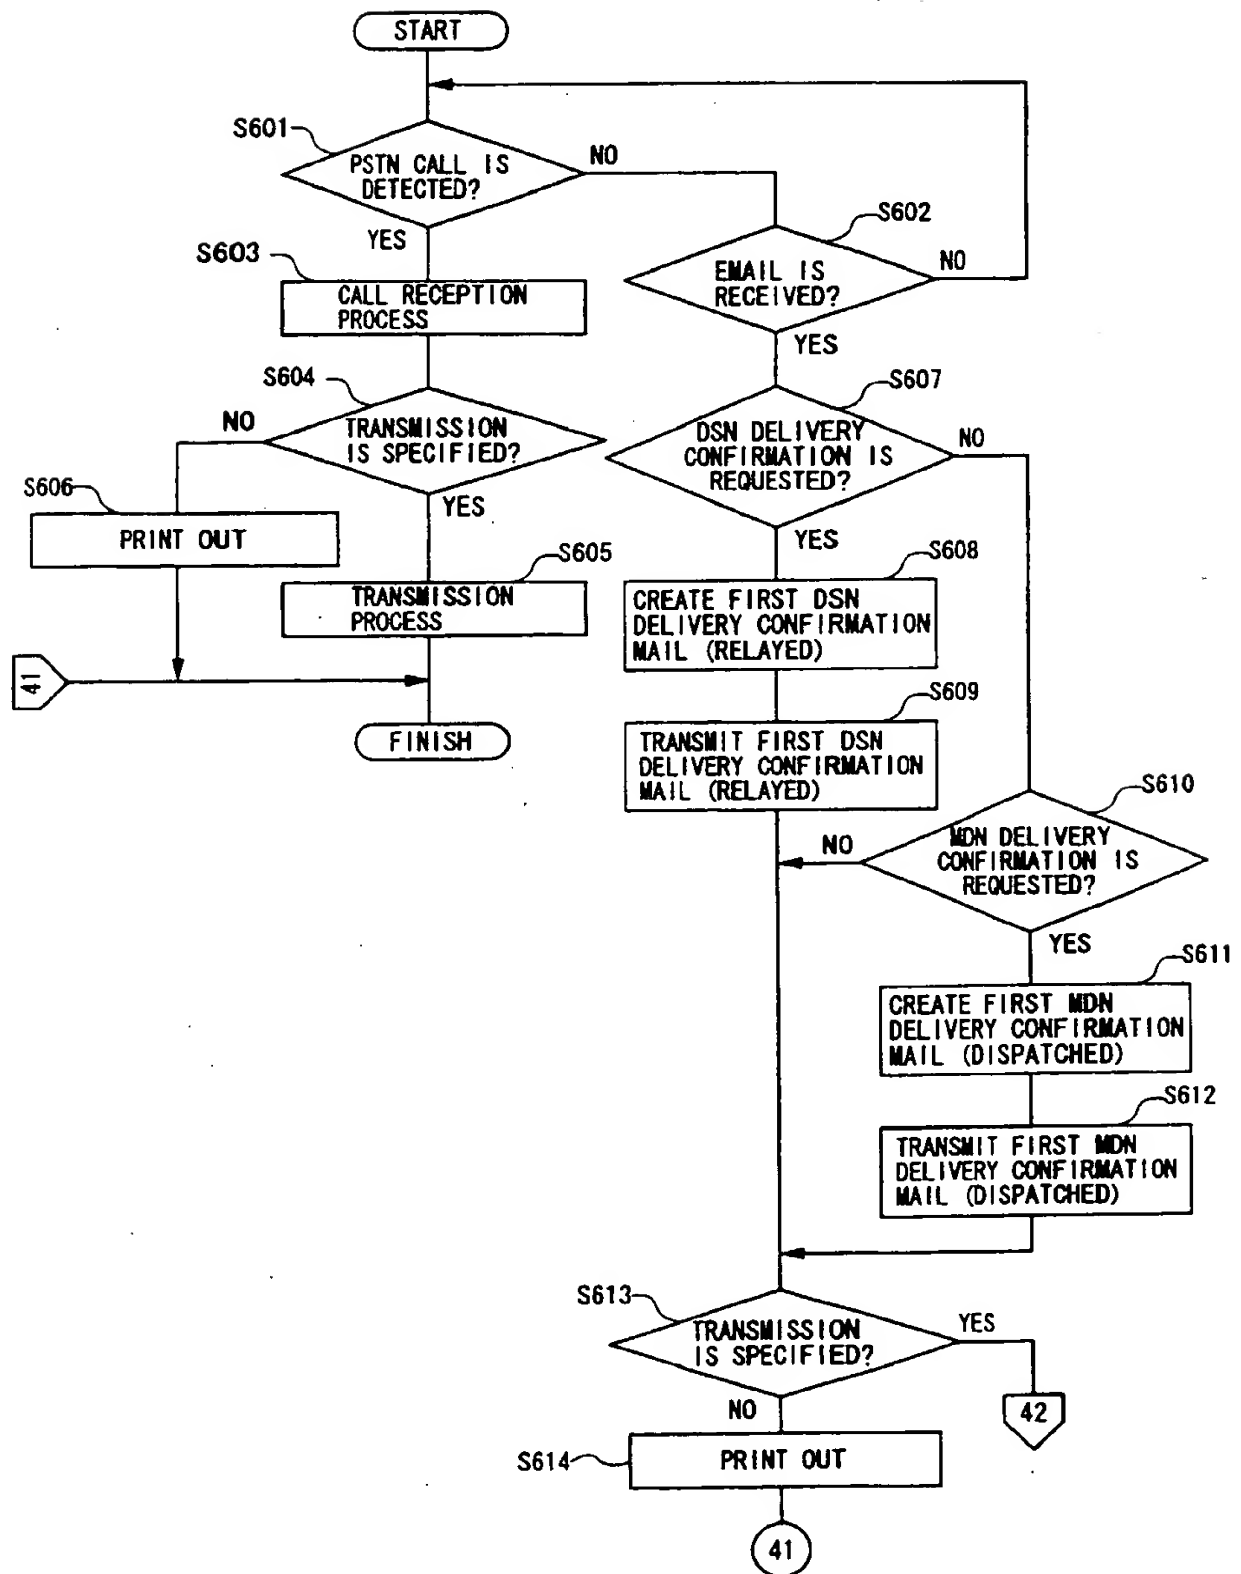 START
S601
PSTN CALL IS
DETECTED?
NO
YES
S602
EMAIL IS
RECEIVED?
NO
YES
S603
CALL RECEPTION
PROCESS
S604
TRANSMISSION
IS SPECIFIED?
NO
YES
S607
DSN DELIVERY
CONFIRMATION IS
REQUESTED?
NO
YES
S606
PRINT OUT
S605
TRANSMISSION
PROCESS
S608
CREATE FIRST DSN
DELIVERY CONFIRMATION
MAIL (RELAYED)
41
FINISH
S609
TRANSMIT FIRST DSN
DELIVERY CONFIRMATION
MAIL (RELAYED)
S610
MDN DELIVERY
CONFIRMATION IS
REQUESTED?
NO
YES
S611
CREATE FIRST MDN
DELIVERY CONFIRMATION
MAIL (DISPATCHED)
S612
TRANSMIT FIRST MDN
DELIVERY CONFIRMATION
MAIL (DISPATCHED)
S613
TRANSMISSION
IS SPECIFIED?
YES
NO
42
S614
PRINT OUT
41